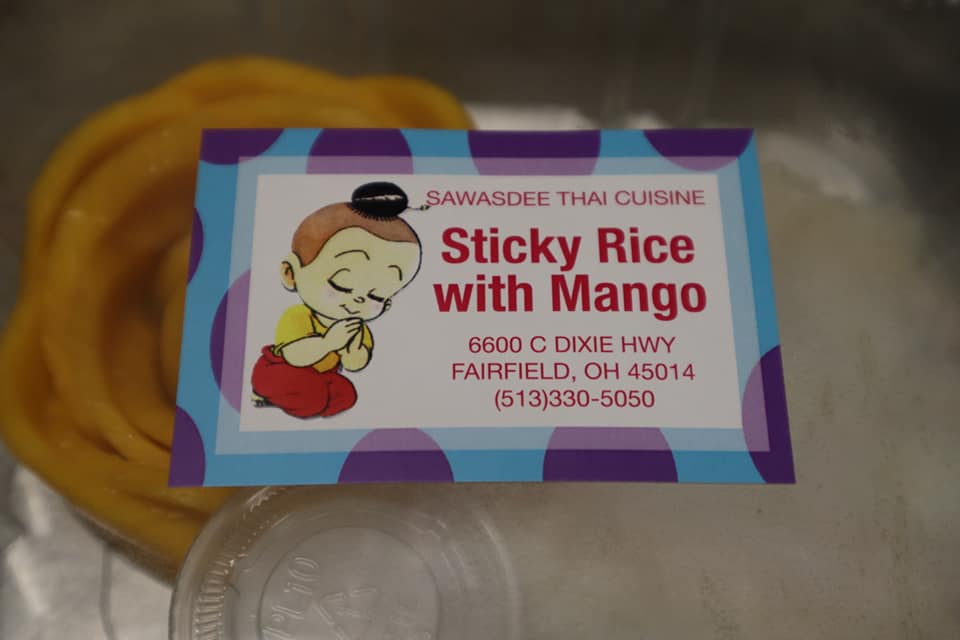 SAWASDEE THAI CUISINE
Sticky Rice
with Mango
6600 C DIXIE HWY
FAIRFIELD, OH 45014
(513)330-5050